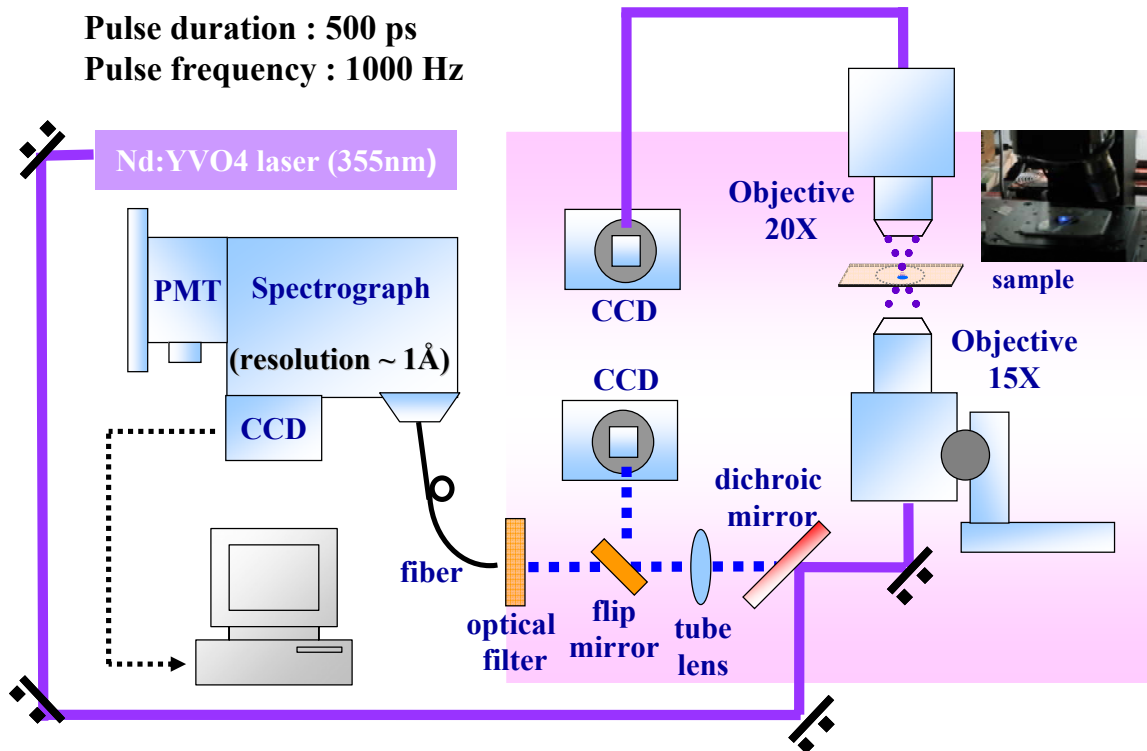 Pulse duration : 500 ps
Pulse frequency : 1000 Hz
Nd:YVO4 laser (355nm)
Objective
20X
sample
CCD
PMT
Spectrograph
(resolution ~ 1Å)
CCD
CCD
Objective
15X
dichroic
mirror
fiber
optical
filter
flip
mirror
tube
lens